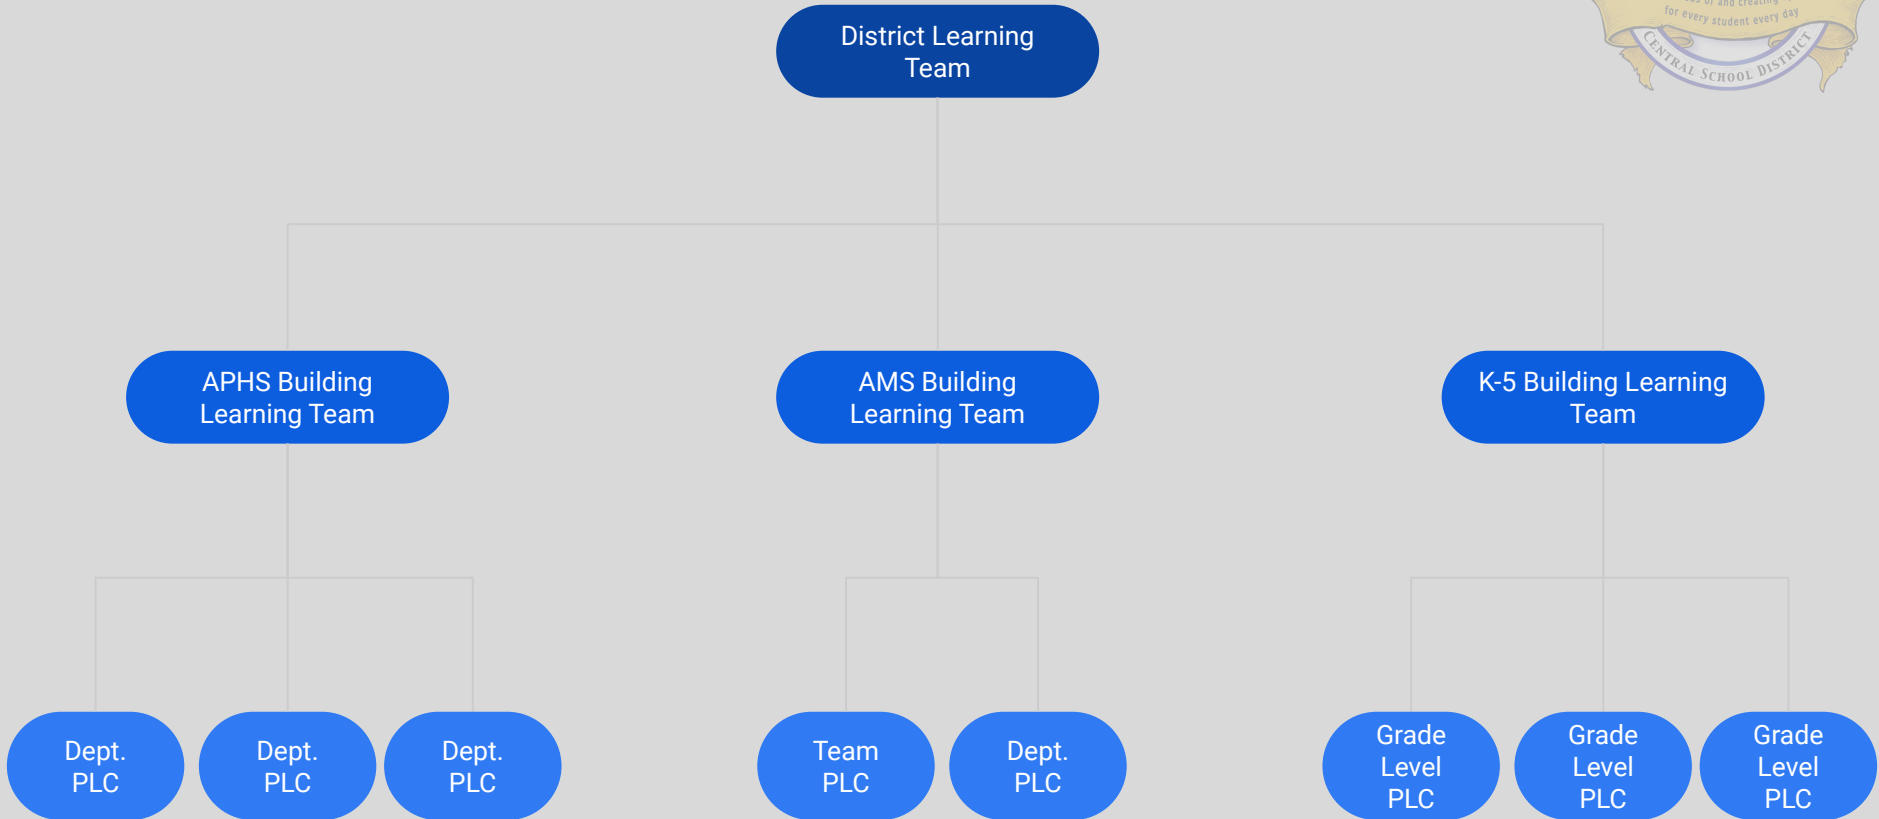 for every student every day
CENTRAL SCHOOL DISTRICT
District Learning
Team
APHS Building
Learning Team
AMS Building
Learning Team
K-5 Building Learning
Team
Dept.
PLC
Dept.
PLC
Dept.
PLC
Team
PLC
Dept.
PLC
Grade
Level
PLC
Grade
Level
PLC
Grade
Level
PLC